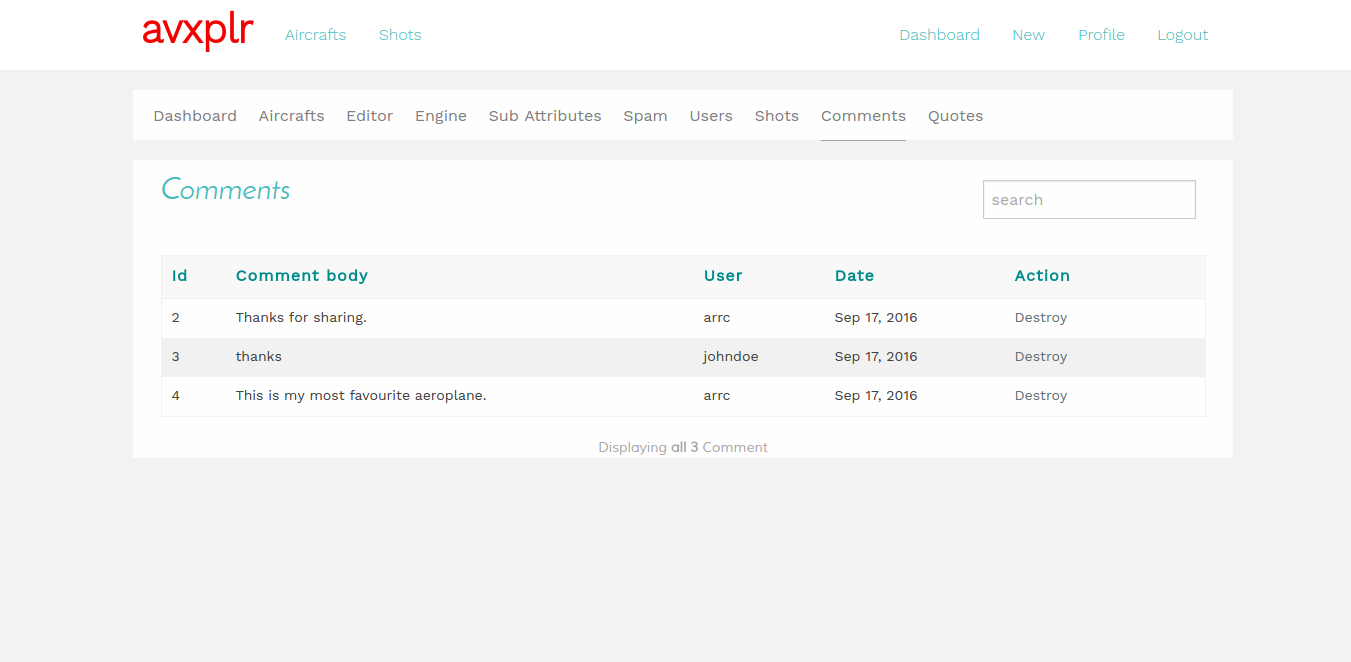 avxplr Aircrafts Shots Dashboard New Profile Logout
Dashboard Aircrafts Editor Engine Sub Attributes Spam Users Shots Comments Quotes
Comments
search
Id Comment body User Date Action
2 Thanks for sharing. arrc Sep 17, 2016 Destroy
3 thanks johndoe Sep 17, 2016 Destroy
4 This is my most favourite aeroplane. arrc Sep 17, 2016 Destroy
Displaying all 3 Comment